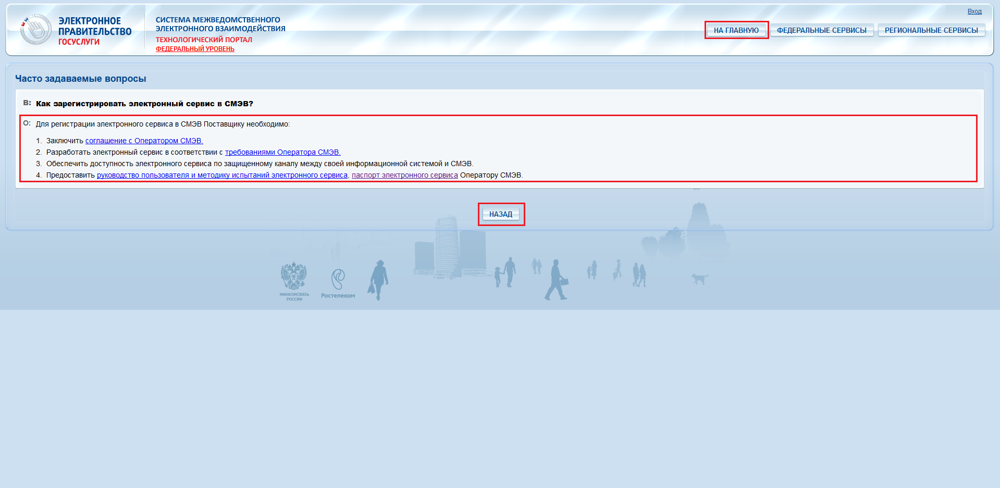 Вход
ЭЛЕКТРОННОЕ
ПРАВИТЕЛЬСТВО
ГОСУСЛУГИ
СИСТЕМА МЕЖВЕДОМСТВЕННОГО
ЭЛЕКТРОННОГО ВЗАИМОДЕЙСТВИЯ
ТЕХНОЛОГИЧЕСКИЙ ПОРТАЛ
ФЕДЕРАЛЬНЫЙ УРОВЕНЬ
НА ГЛАВНУЮ ФЕДЕРАЛЬНЫЕ СЕРВИСЫ РЕГИОНАЛЬНЫЕ СЕРВИСЫ
Часто задаваемые вопросы
В: Как зарегистрировать электронный сервис в СМЭВ?
О: Для регистрации электронного сервиса в СМЭВ Поставщику необходимо:
1. Заключить соглашение с Оператором СМЭВ.
2. Разработать электронный сервис в соответствии с требованиями Оператора СМЭВ.
3. Обеспечить доступность электронного сервиса по защищенному каналу между своей информационной системой и СМЭВ.
4. Предоставить руководство пользователя и методику испытаний электронного сервиса, паспорт электронного сервиса Оператору СМЭВ.
НАЗАД
МИНКОМСВЯЗЬ
РОССИИ
Ростелеком